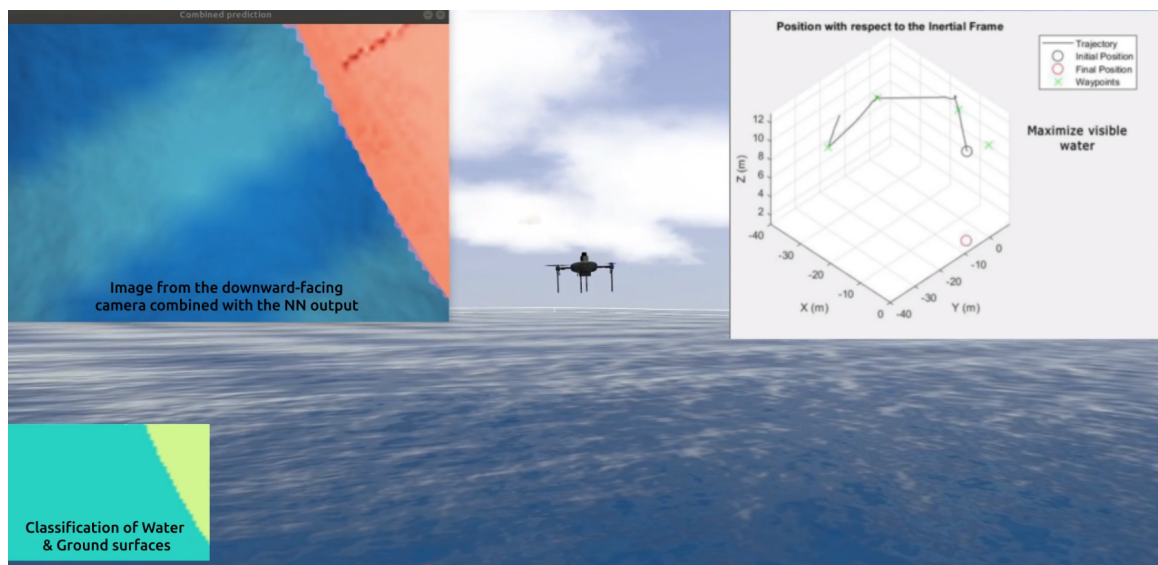 Combined prediction
Image from the downward-facing
camera combined with the NN output
Position with respect to the Inertial Frame
Trajectory
Initial Position
Final Position
Waypoints
Maximize visible
water
Z (m)
12
10
8
6
4
2
-40
-30
-20
-10
0
X (m)
-40
-30
-20
-10
0
Y (m)
Classification of Water
& Ground surfaces